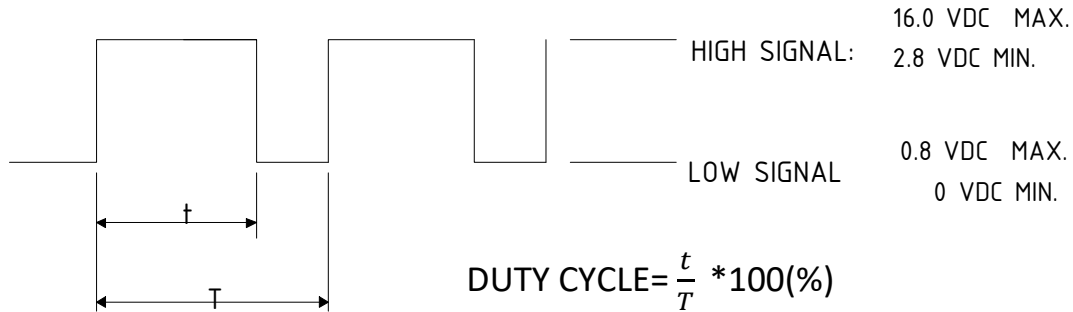 16.0 VDC MAX.
HIGH SIGNAL: 2.8 VDC MIN.
0.8 VDC MAX.
LOW SIGNAL 0 VDC MIN.
t
T
DUTY CYCLE= t/T *100(%)